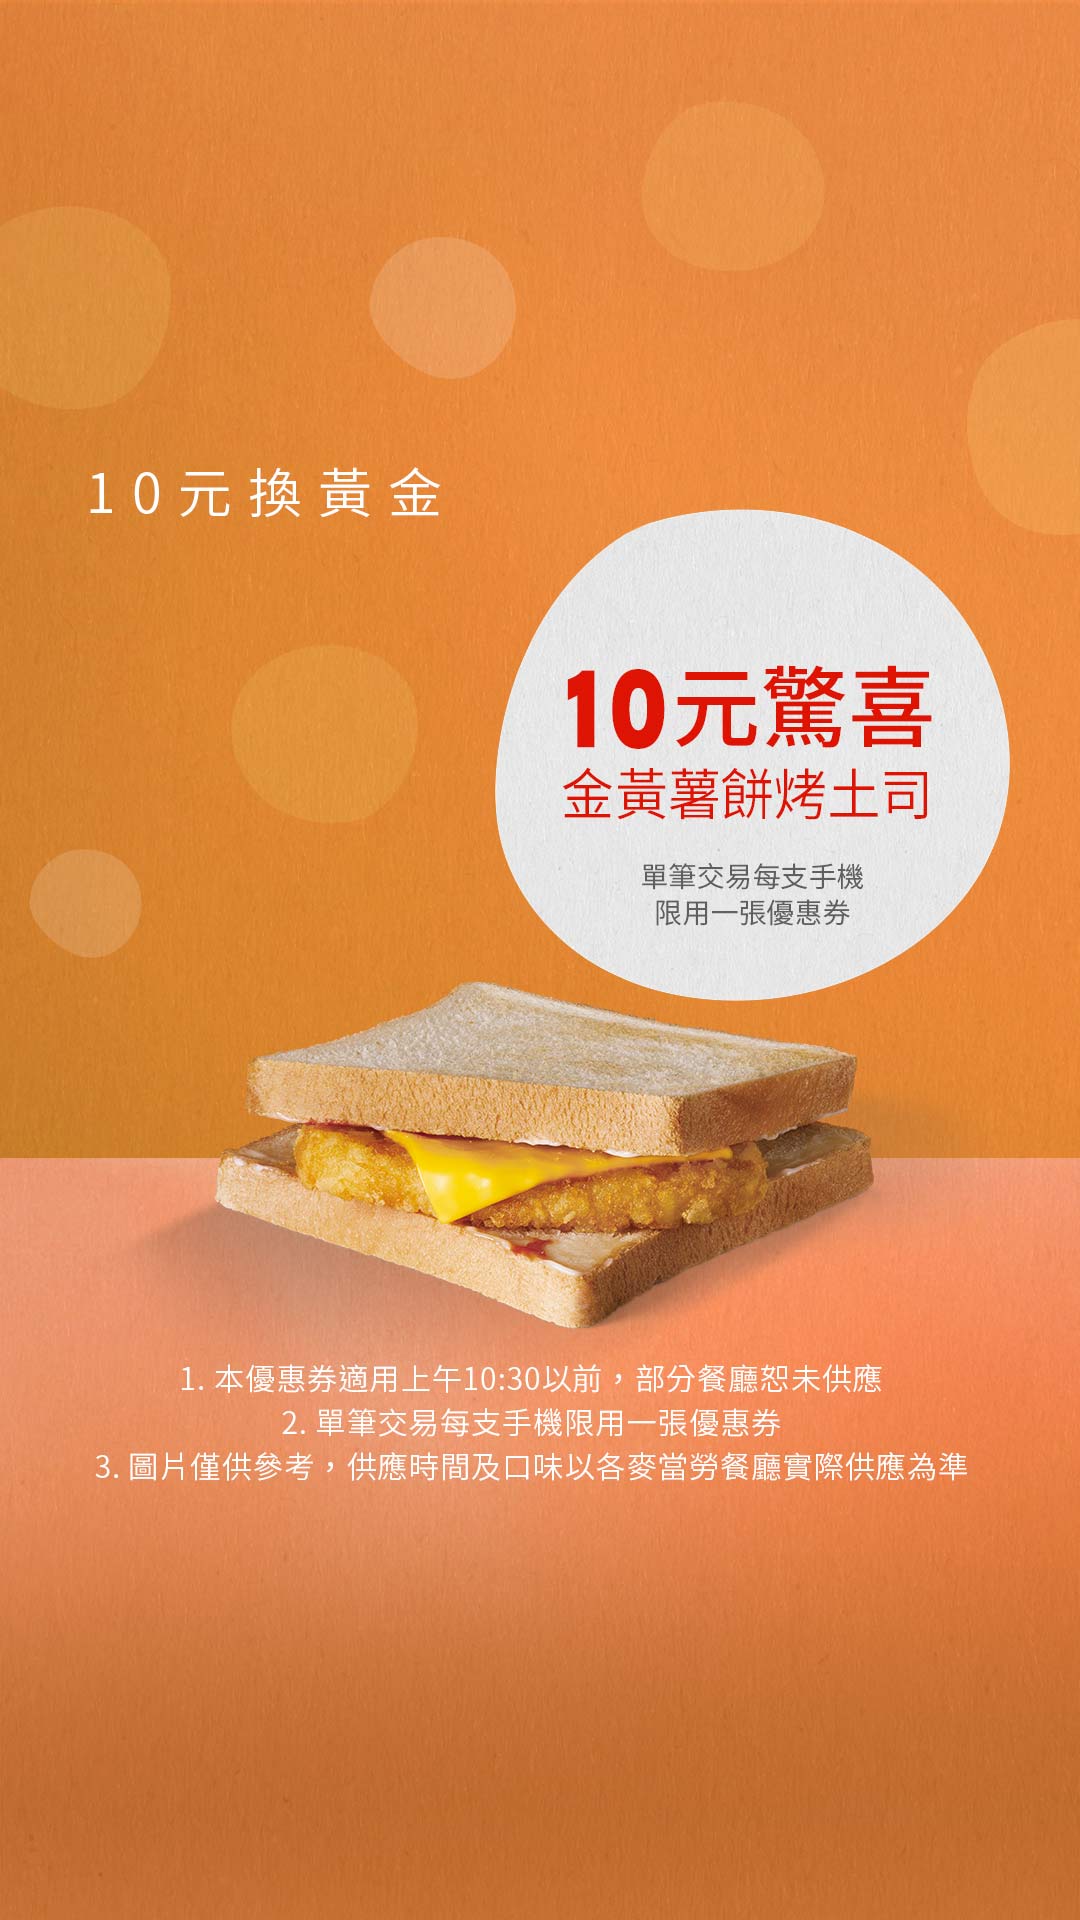 10元換黃金
10元驚喜
金黃薯餅烤土司
單筆交易每支手機
限用一張優惠券
1. 本優惠券適用上午10:30以前，部分餐廳恕未供應
2. 單筆交易每支手機限用一張優惠券
3. 圖片僅供參考，供應時間及口味以各麥當勞餐廳實際供應為準